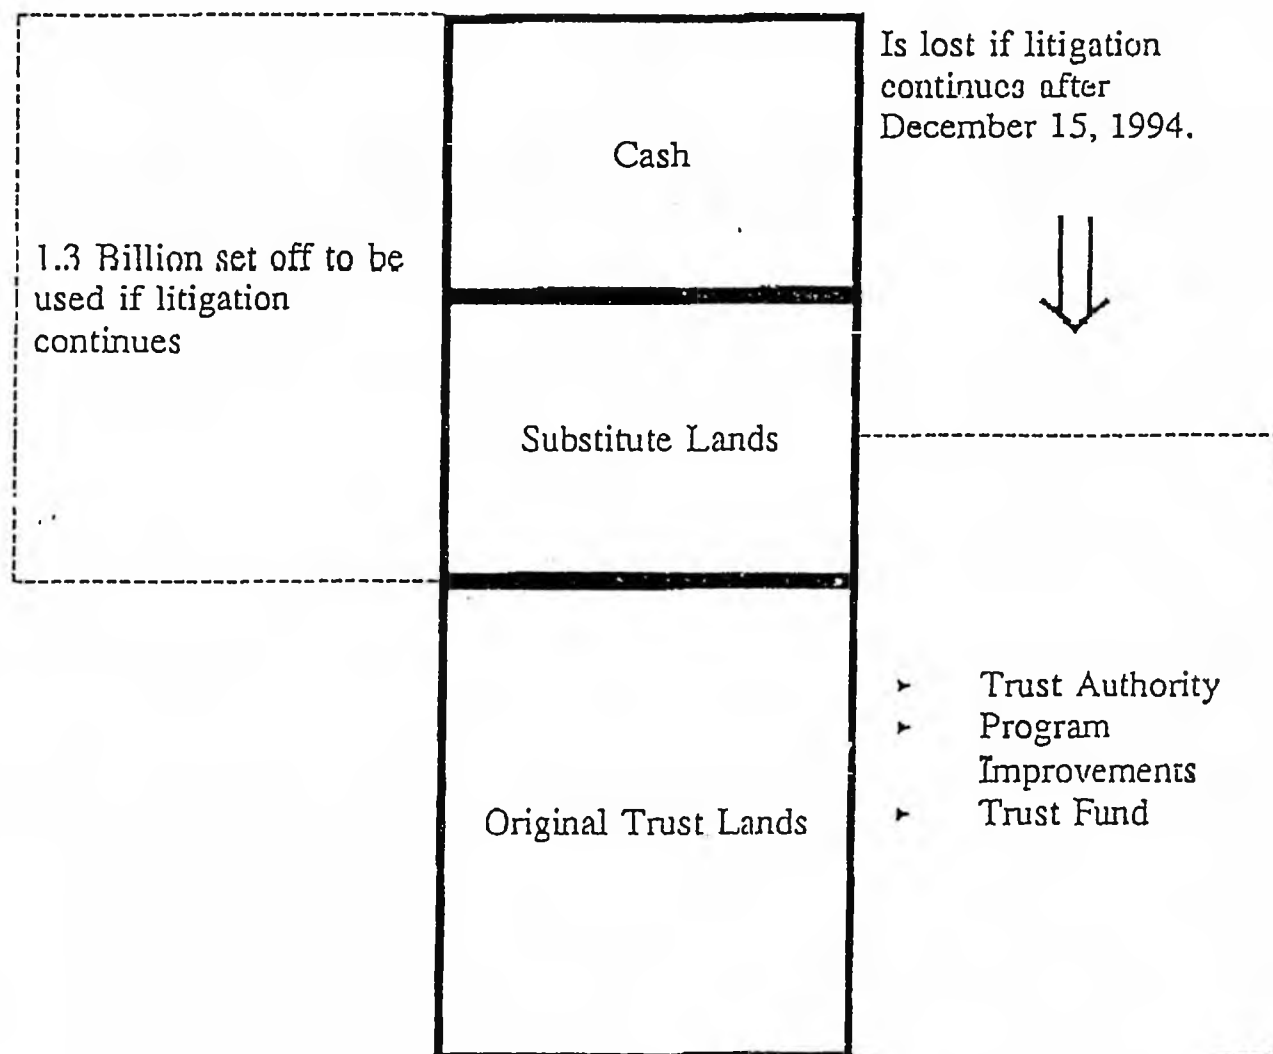 Is lost if litigation
continues after
December 15, 1994.
Cash
1.3 Billion set off to be
used if litigation
continues
Substitute Lands
➢ Trust Authority
➢ Program
Improvements
➢ Trust Fund
Original Trust Lands